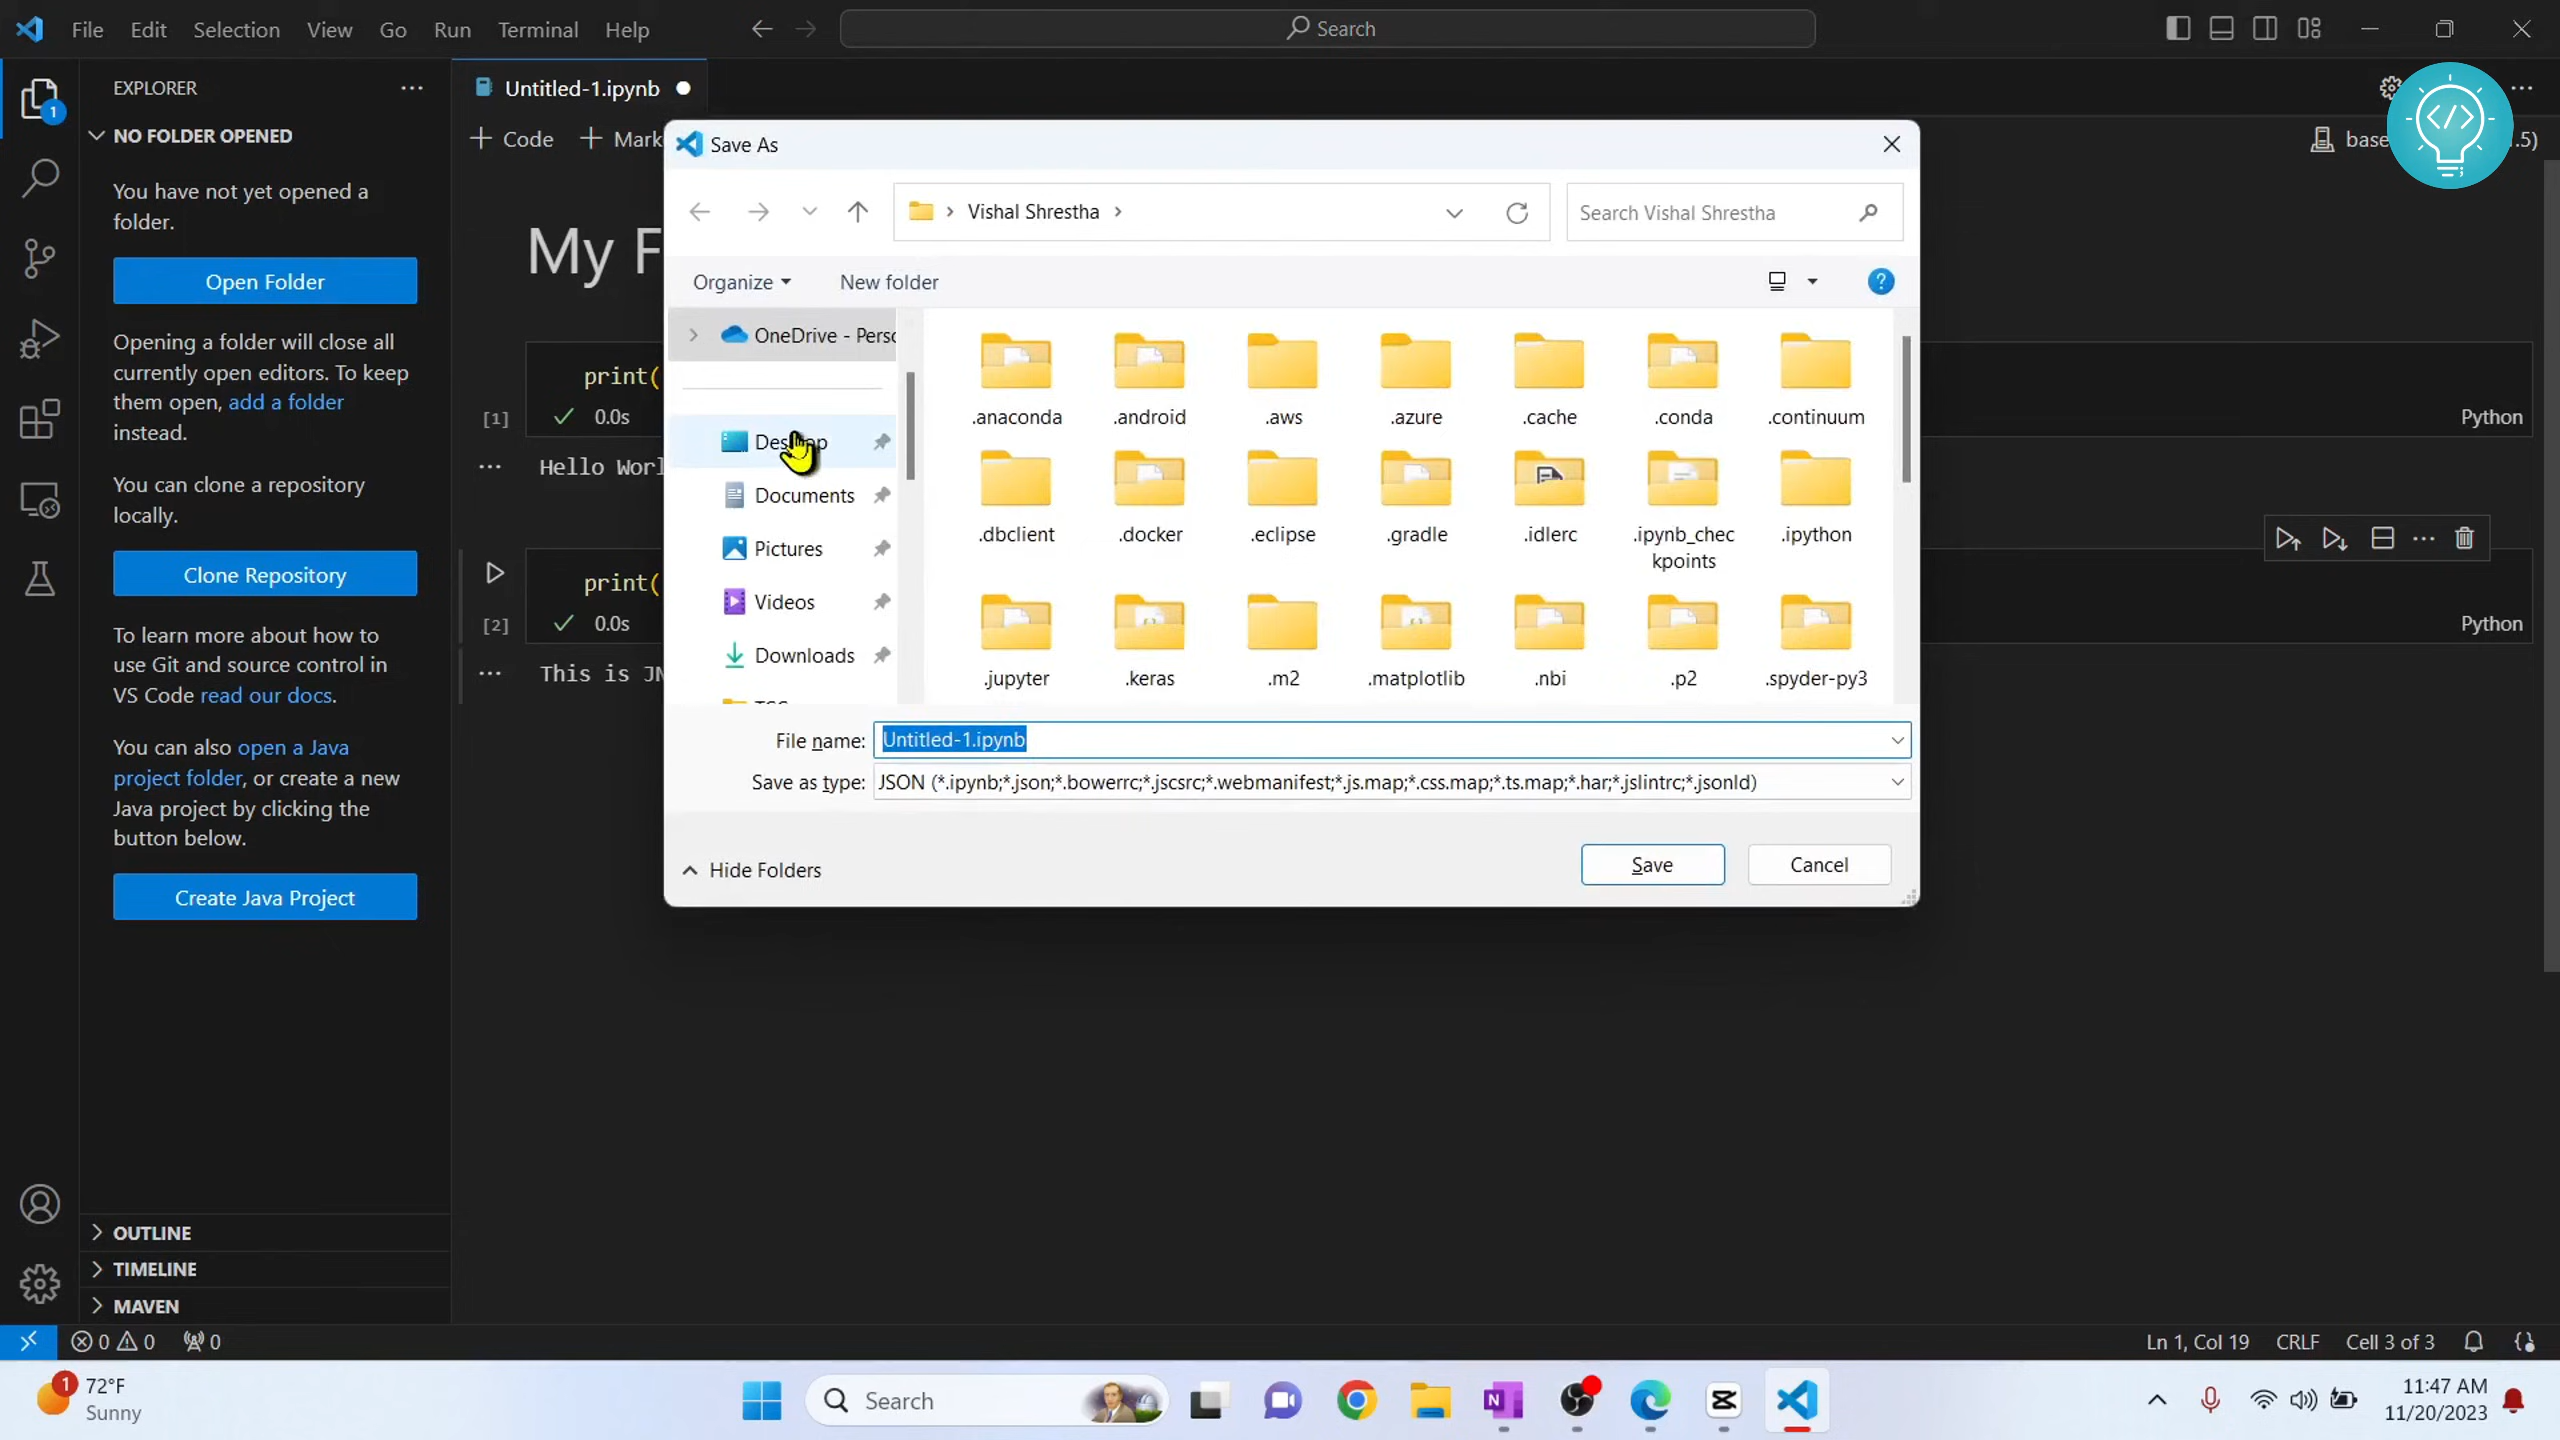 File Edit Selection View Go Run Terminal Help
Search
EXPLORER
NO FOLDER OPENED
You have not yet opened a
folder.
Open Folder
Opening a folder will close all
currently open editors. To keep
them open, add a folder
instead.
You can clone a repository
locally.
Clone Repository
To learn more about how to
use Git and source control in
VS Code read our docs.
You can also open a Java
project folder, or create a new
Java project by clicking the
button below.
Create Java Project
OUTLINE
TIMELINE
MAVEN
Untitled-1.ipynb
Code
base
.5)
</>
My F
print(
[1]
0.0s
Python
Hello
print(
[2]
0.0s
Python
This is
Save As
Vishal Shrestha
Search Vishal Shrestha
Organize
New folder
?
OneDrive -
Documents
Pictures
Videos
Downloads
.anaconda
.android
.aws
.azure
.cache
.conda
.continuum
.dbclient
.docker
.eclipse
.gradle
.idlerc
.ipynb_chec
kpoints
.ipython
.jupyter
.keras
.m2
.matplotlib
.nbi
.p2
.spyder-py3
File name: Untitled-1.ipynb
Save as type: JSON (*.ipynb;*.json;*.bowerrc;*.jscsrc;*.webmanifest;*.js.map;*.css.map;*.ts.map;*.har;*.jslintrc;*.jsonld)
Hide Folders
Save
Cancel
1
0 0 0
Ln 1, Col 19
CRLF
Cell 3 of 3
1
72°F
Sunny
Search
N
11:47 AM
11/20/2023